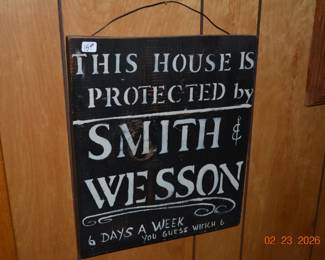 THIS HOUSE IS
PROTECTED by
SMITH &
WESSON
6 DAYS A WEEK
YOU GUESS WHICH 6
02 23 2026